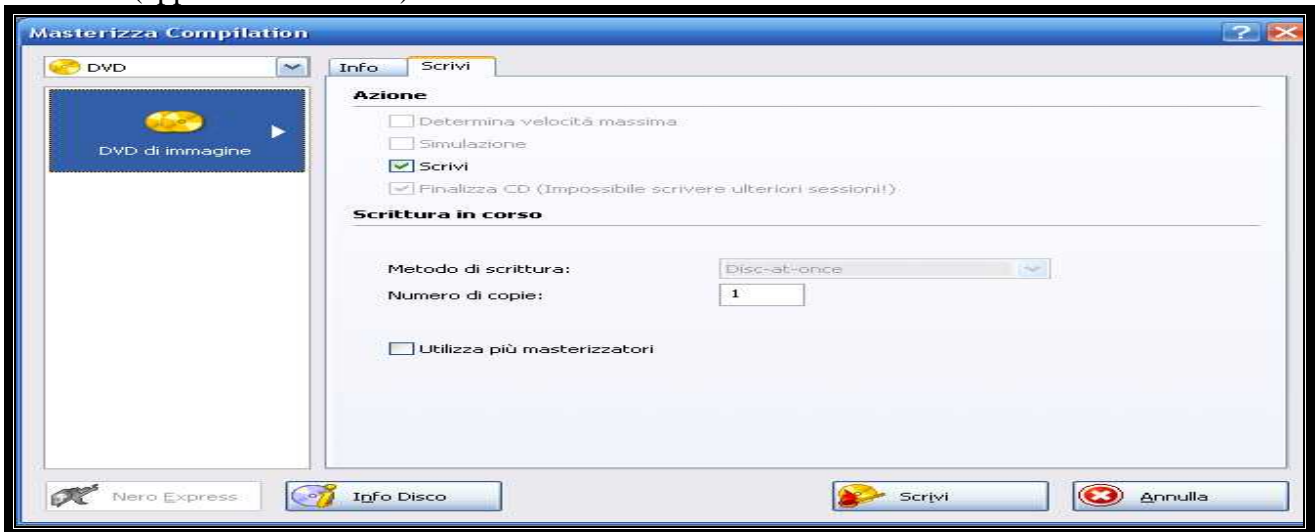 Masterizza Compilation
DVD
Info Scrivi
Azione
Determina velocitá massima
DVD di immagine
Simulazione
Scrivi
Finalizza CD (Impossibile scrivere ulteriori sessioni!)
Scrittura in corso
Metodo di scrittura: Disc-at-once
Numero di copie: 1
Utilizza più masterizzatori
Nero Express Info Disco Scrivi Annulla